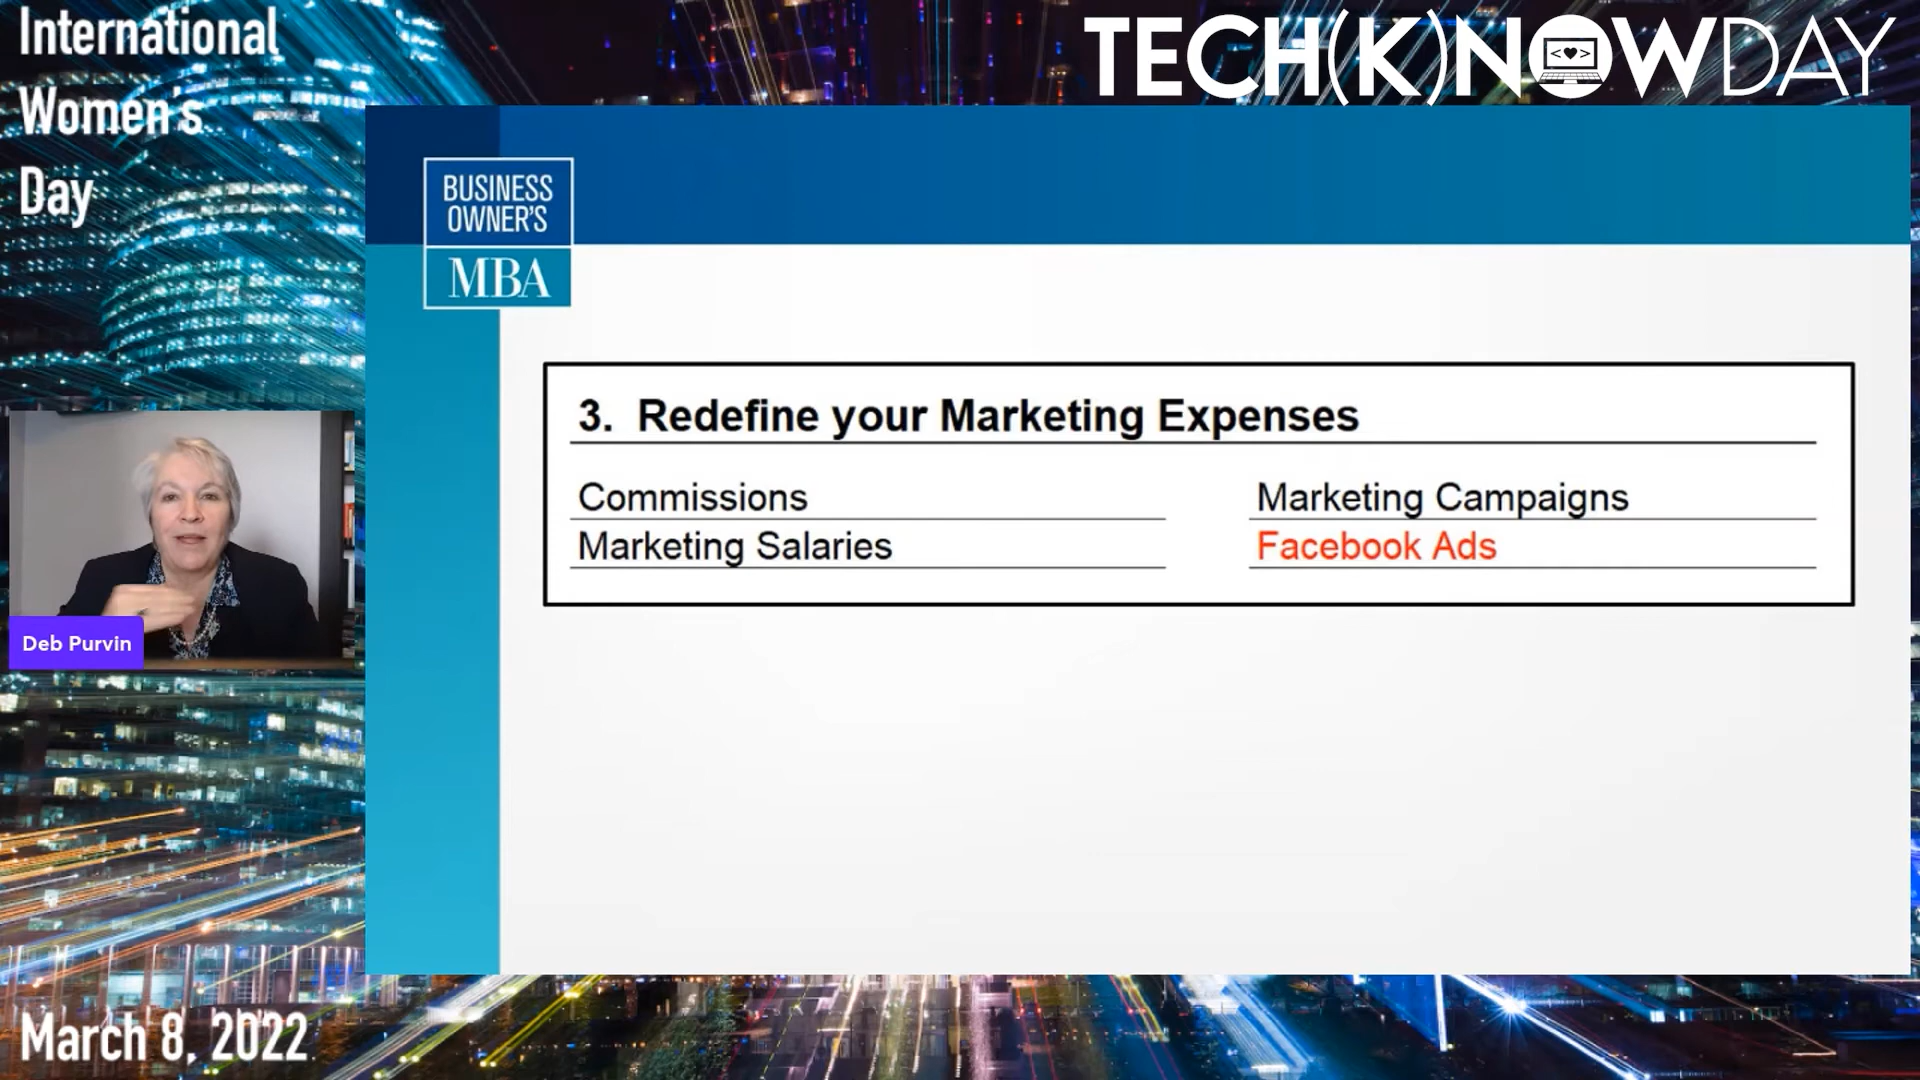 International
Women's
Day
TECH(K)NOWDAY
BUSINESS
OWNER'S
MBA
3. Redefine your Marketing Expenses
Commissions
Marketing Campaigns
Marketing Salaries
Facebook Ads
Deb Purvin
March 8, 2022